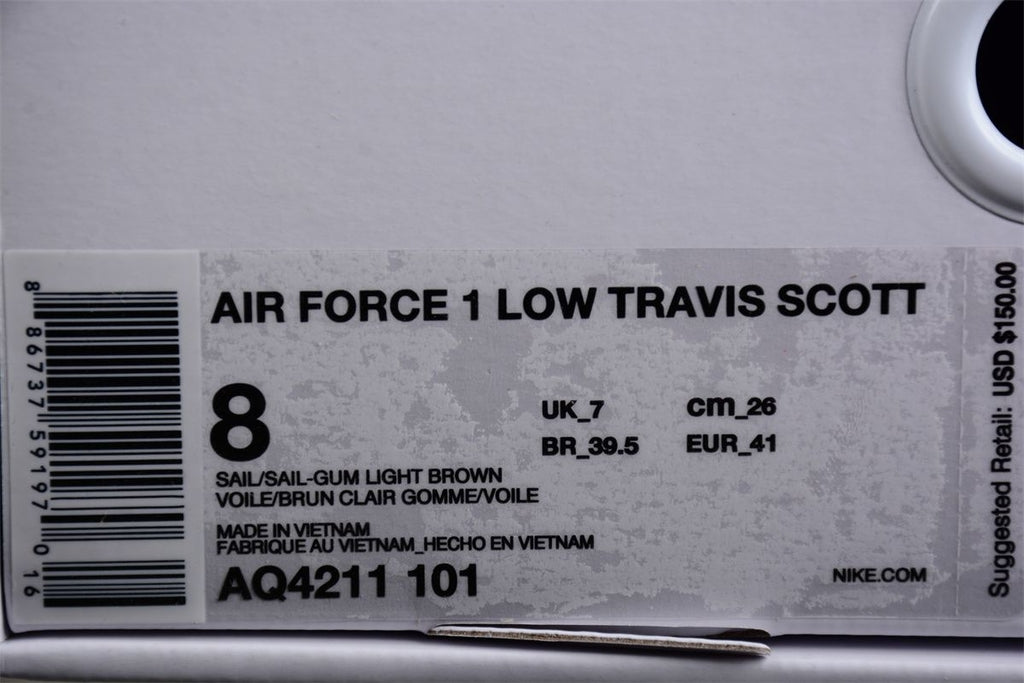 AIR FORCE 1 LOW TRAVIS SCOTT
8
UK_7 cm_26
BR_39.5 EUR_41
SAIL/SAIL-GUM LIGHT BROWN
VOILE/BRUN CLAIR GOMME/VOILE
MADE IN VIETNAM
FABRIQUE AU VIETNAM_HECHO EN VIETNAM
AQ4211 101
NIKE.COM
8 86737 59197 0 16
Suggested Retail: USD $150.00